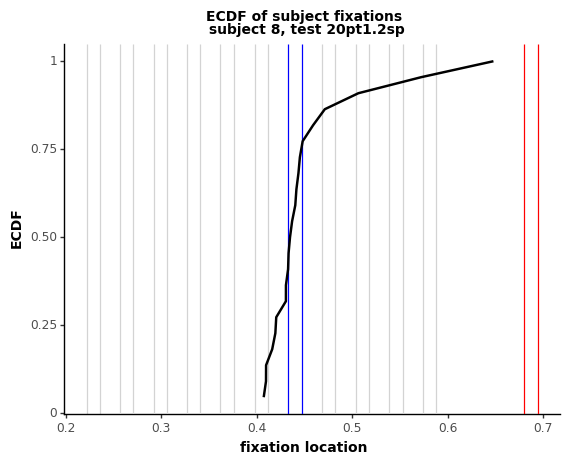 ECDF of subject fixations
subject 8, test 20pt1.2sp
1
0.75
0.50
0.25
0
ECDF
0.2 0.3 0.4 0.5 0.6 0.7
fixation location